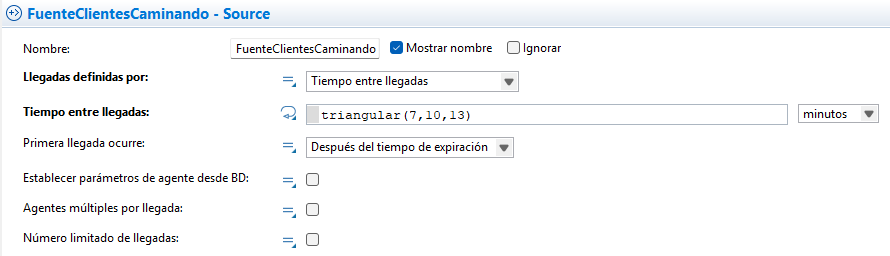 FuenteClientesCaminando - Source
Nombre: FuenteClientesCaminando Mostrar nombre Ignorar
Llegadas definidas por: Tiempo entre llegadas
Tiempo entre llegadas: triangular(7,10,13) minutos
Primera llegada ocurre: Después del tiempo de expiración
Establecer parámetros de agente desde BD:
Agentes múltiples por llegada:
Número limitado de llegadas: